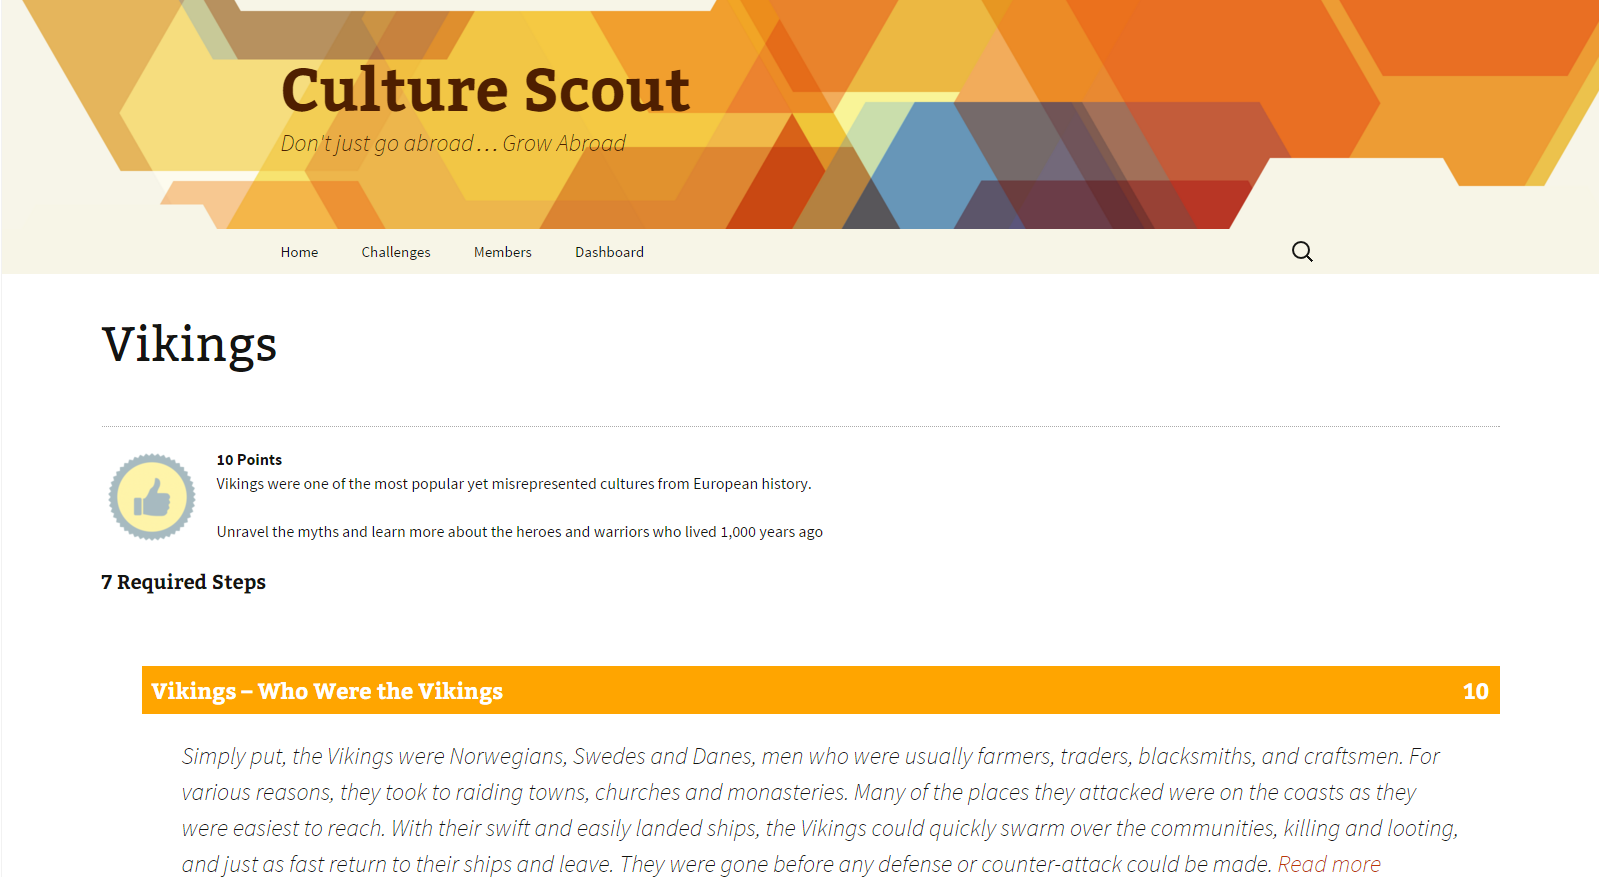 Culture Scout
Don't just go abroad … Grow Abroad
Home Challenges Members Dashboard
Vikings
10 Points
Vikings were one of the most popular yet misrepresented cultures from European history.
Unravel the myths and learn more about the heroes and warriors who lived 1,000 years ago
7 Required Steps
Vikings – Who Were the Vikings 10
Simply put, the Vikings were Norwegians, Swedes and Danes, men who were usually farmers, traders, blacksmiths, and craftsmen. For
various reasons, they took to raiding towns, churches and monasteries. Many of the places they attacked were on the coasts as they
were easiest to reach. With their swift and easily landed ships, the Vikings could quickly swarm over the communities, killing and looting,
and just as fast return to their ships and leave. They were gone before any defense or counter-attack could be made. Read more